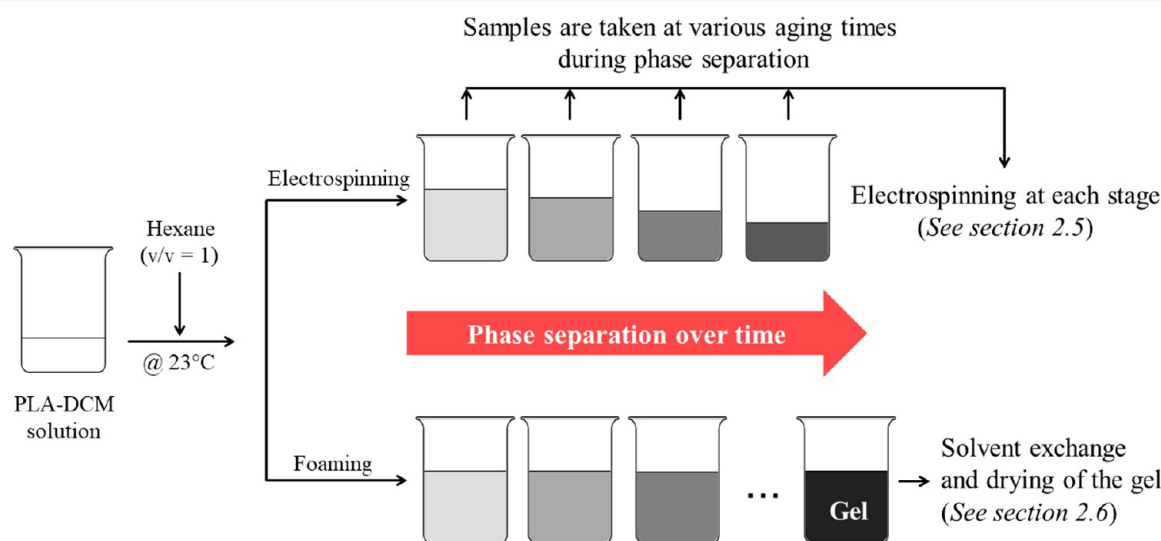 Samples are taken at various aging times
during phase separation
Electrospinning
Hexane
(v/v = 1)
@ 23°C
PLA-DCM
solution
Electrospinning at each stage
(See section 2.5)
Phase separation over time
Foaming
...
Gel
Solvent exchange
and drying of the gel
(See section 2.6)